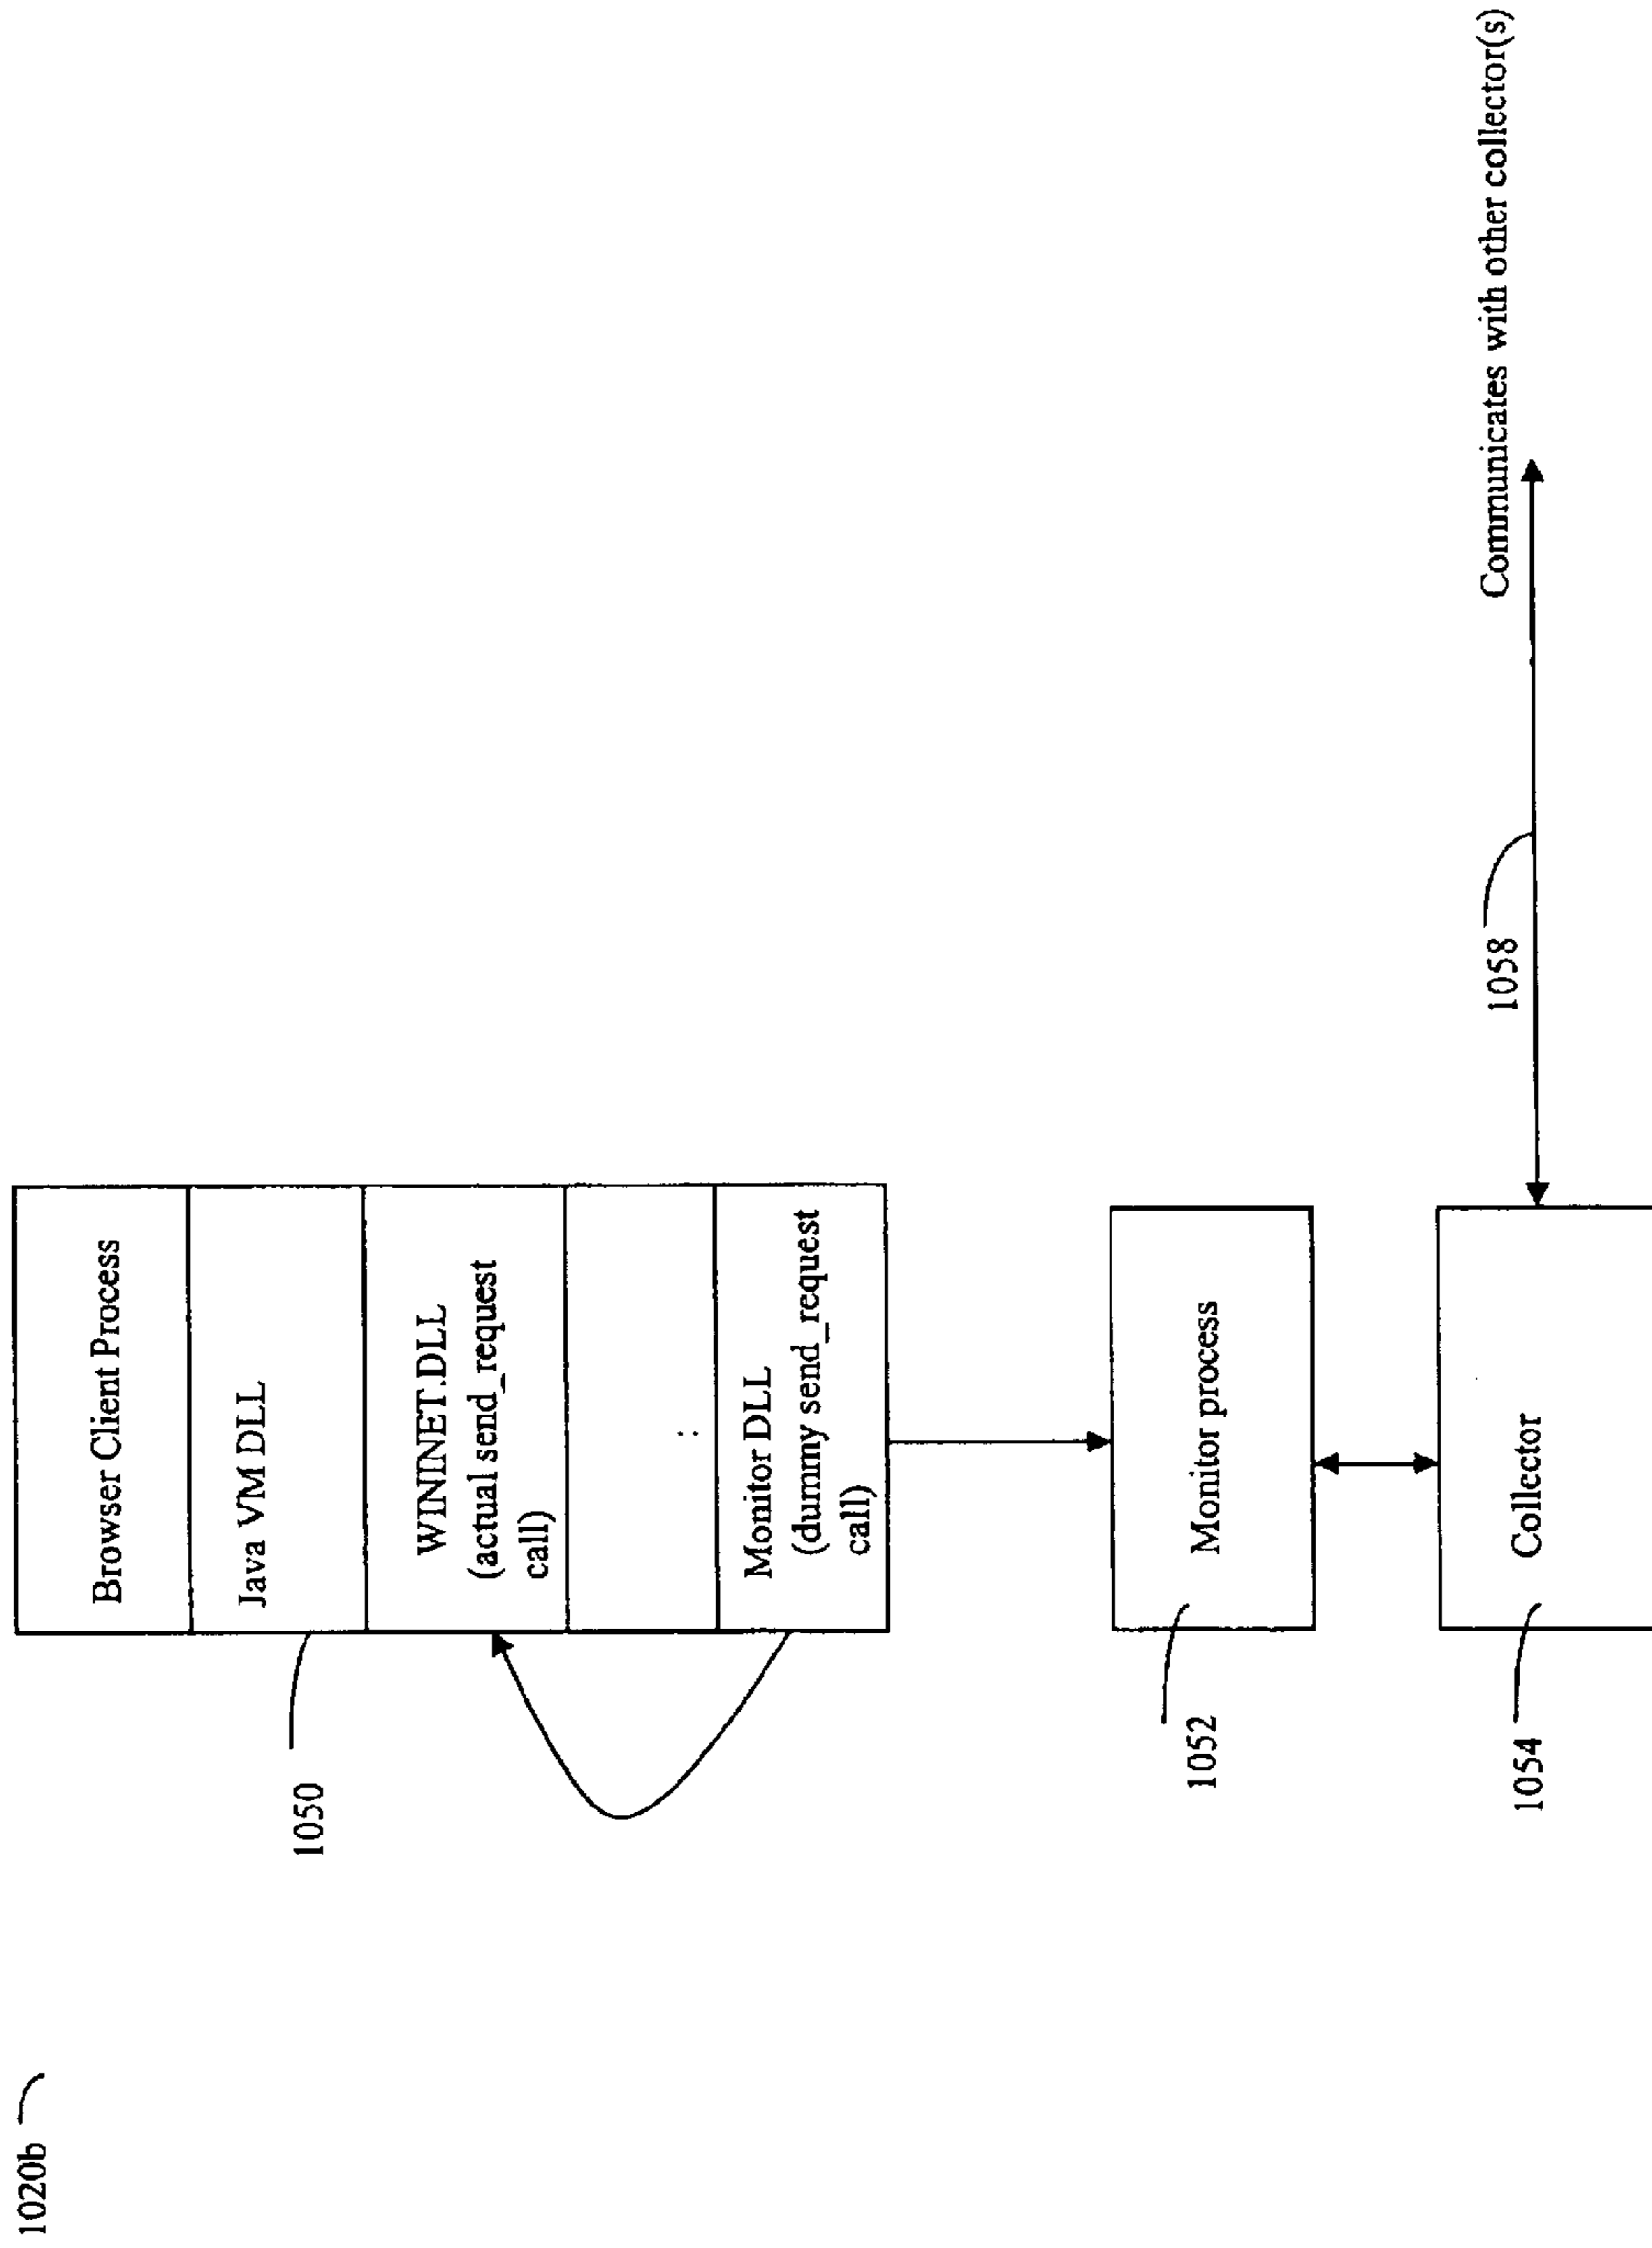 1020b
Browser Client Process
Java VM DLL
1050
WININET.DLL
(actual send_request
call)
:
Monitor DLL
(dummy send_request
call)
Monitor process
1052
Collector
1054
1058
Communicates with other collector(s)